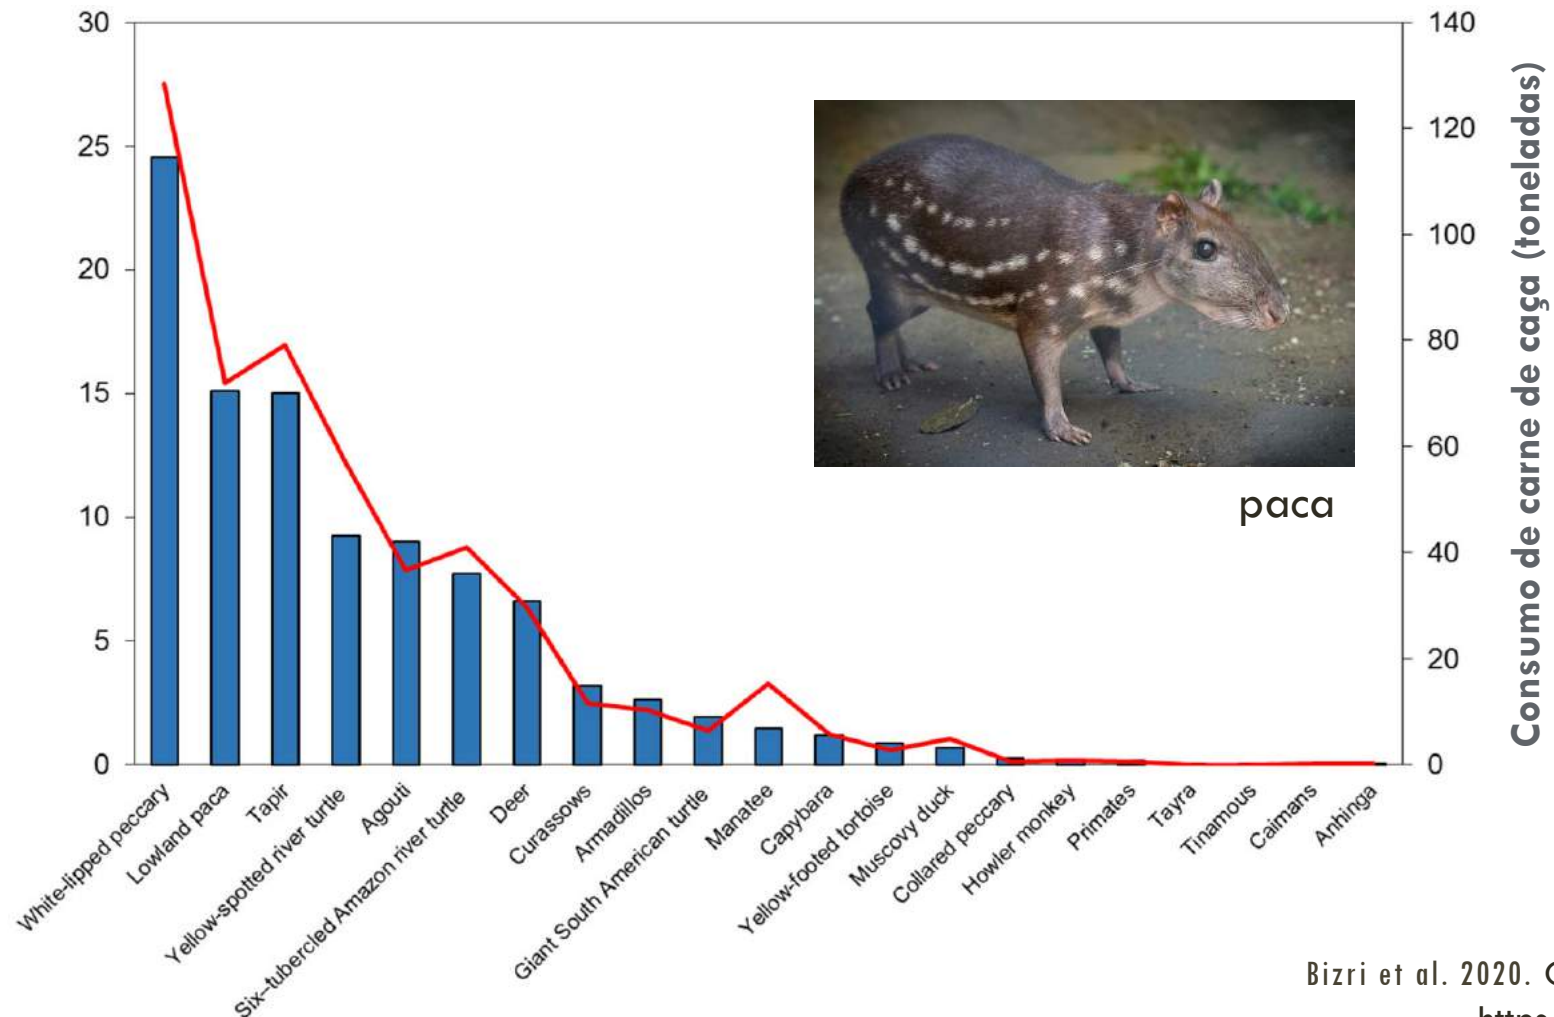 30
25
20
15
10
5
0
140
120
100
80
60
40
20
0
Consumo de carne de caça (toneladas)
paca
White-lipped peccary
Lowland paca
Tapir
Yellow-spotted river turtle
Agouti
Six–tubercled Amazon river turtle
Deer
Curassows
Armadillos
Giant South American turtle
Manatee
Capybara
Yellow-footed tortoise
Muscovy duck
Collared peccary
Howler monkey
Primates
Tayra
Tinamous
Caimans
Anhinga
Bizri et al. 2020.